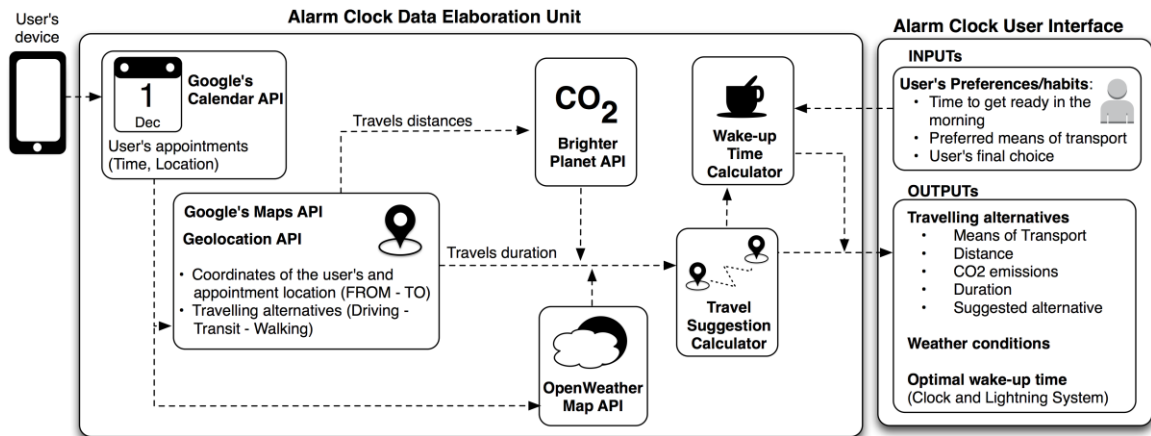 User's
device
Alarm Clock Data Elaboration Unit
Google's
Calendar API
1
Dec
User's appointments
(Time, Location)
Travels distances
CO2
Brighter
Planet API
Wake-up
Time
Calculator
Google's Maps API
Geolocation API
• Coordinates of the user's and
appointment location (FROM - TO)
• Travelling alternatives (Driving -
Transit - Walking)
Travels duration
Travel
Suggestion
Calculator
OpenWeather
Map API
Alarm Clock User Interface
INPUTs
User's Preferences/habits:
• Time to get ready in the
morning
• Preferred means of transport
• User's final choice
OUTPUTs
Travelling alternatives
• Means of Transport
• Distance
• CO2 emissions
• Duration
• Suggested alternative
Weather conditions
Optimal wake-up time
(Clock and Lightning System)